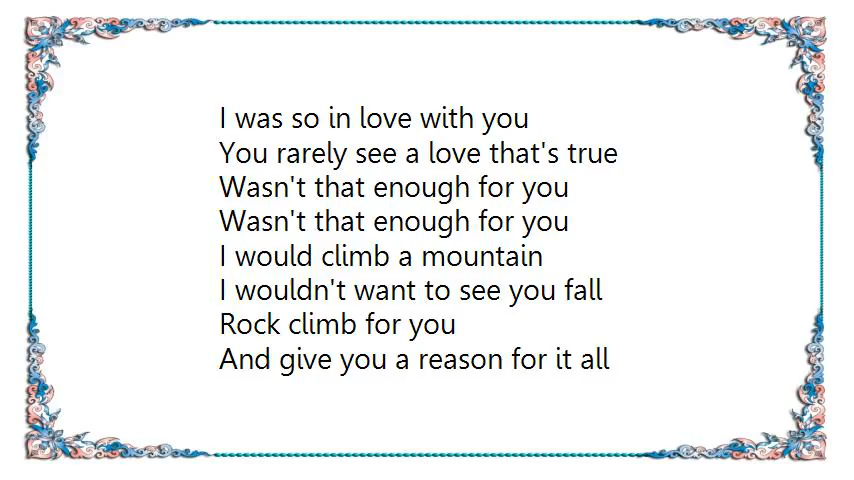 I was so in love with you
You rarely see a love that's true
Wasn't that enough for you
Wasn't that enough for you
I would climb a mountain
I wouldn't want to see you fall
Rock climb for you
And give you a reason for it all